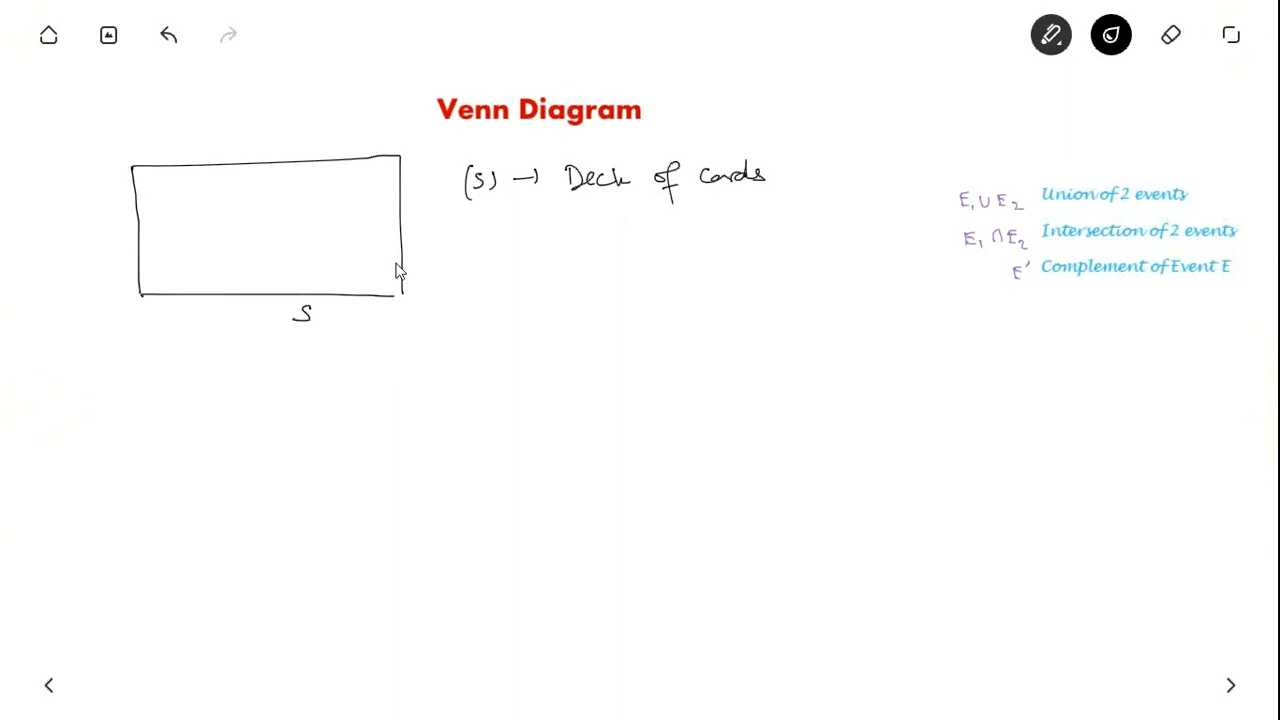 Venn Diagram
(S) → Deck of cards
E₁ ∪ E₂ Union of 2 events
E₁ ∩ E₂ Intersection of 2 events
E' Complement of Event E
S